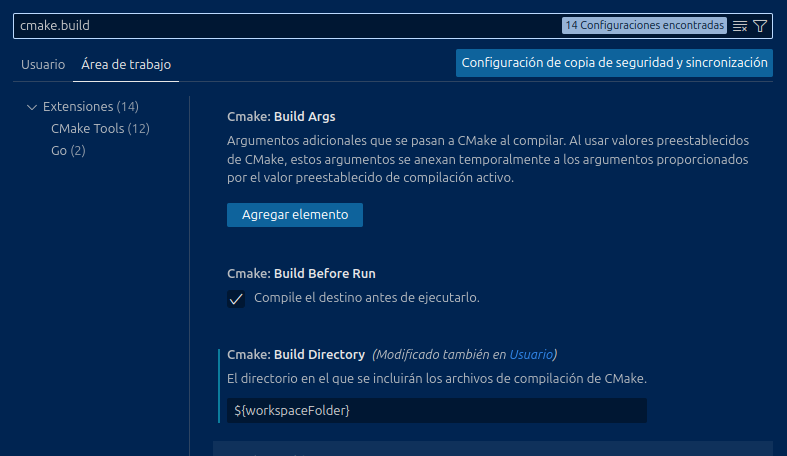 cmake.build
14 Configuraciones encontradas
Usuario
Área de trabajo
Configuración de copia de seguridad y sincronización
Extensiones (14)
CMake Tools (12)
Go (2)
Cmake: Build Args
Argumentos adicionales que se pasan a CMake al compilar. Al usar valores preestablecidos
de CMake, estos argumentos se anexan temporalmente a los argumentos proporcionados
por el valor preestablecido de compilación activo.
Agregar elemento
Cmake: Build Before Run
Compile el destino antes de ejecutarlo.
Cmake: Build Directory (Modificado también en Usuario)
El directorio en el que se incluirán los archivos de compilación de CMake.
${workspaceFolder}